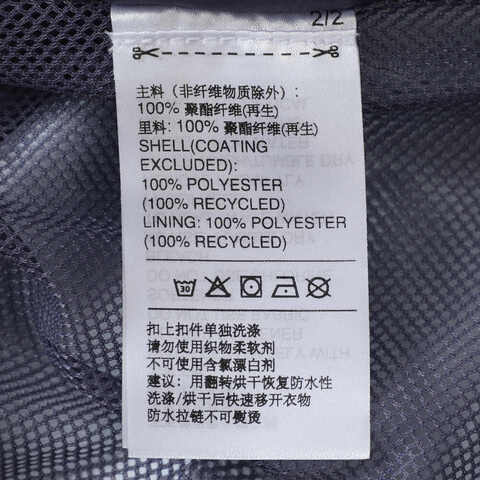 2/2
主料（非纤维物质除外）：
100% 聚酯纤维(再生)
里料: 100% 聚酯纤维(再生)
SHELL(COATING
EXCLUDED):
100% POLYESTER
(100% RECYCLED)
LINING: 100% POLYESTER
(100% RECYCLED)
30
扣上扣件单独洗涤
请勿使用织物柔软剂
不可使用含氯漂白剂
建议：用翻转烘干恢复防水性
洗涤/烘干后快速移开衣物
防水拉链不可熨烫